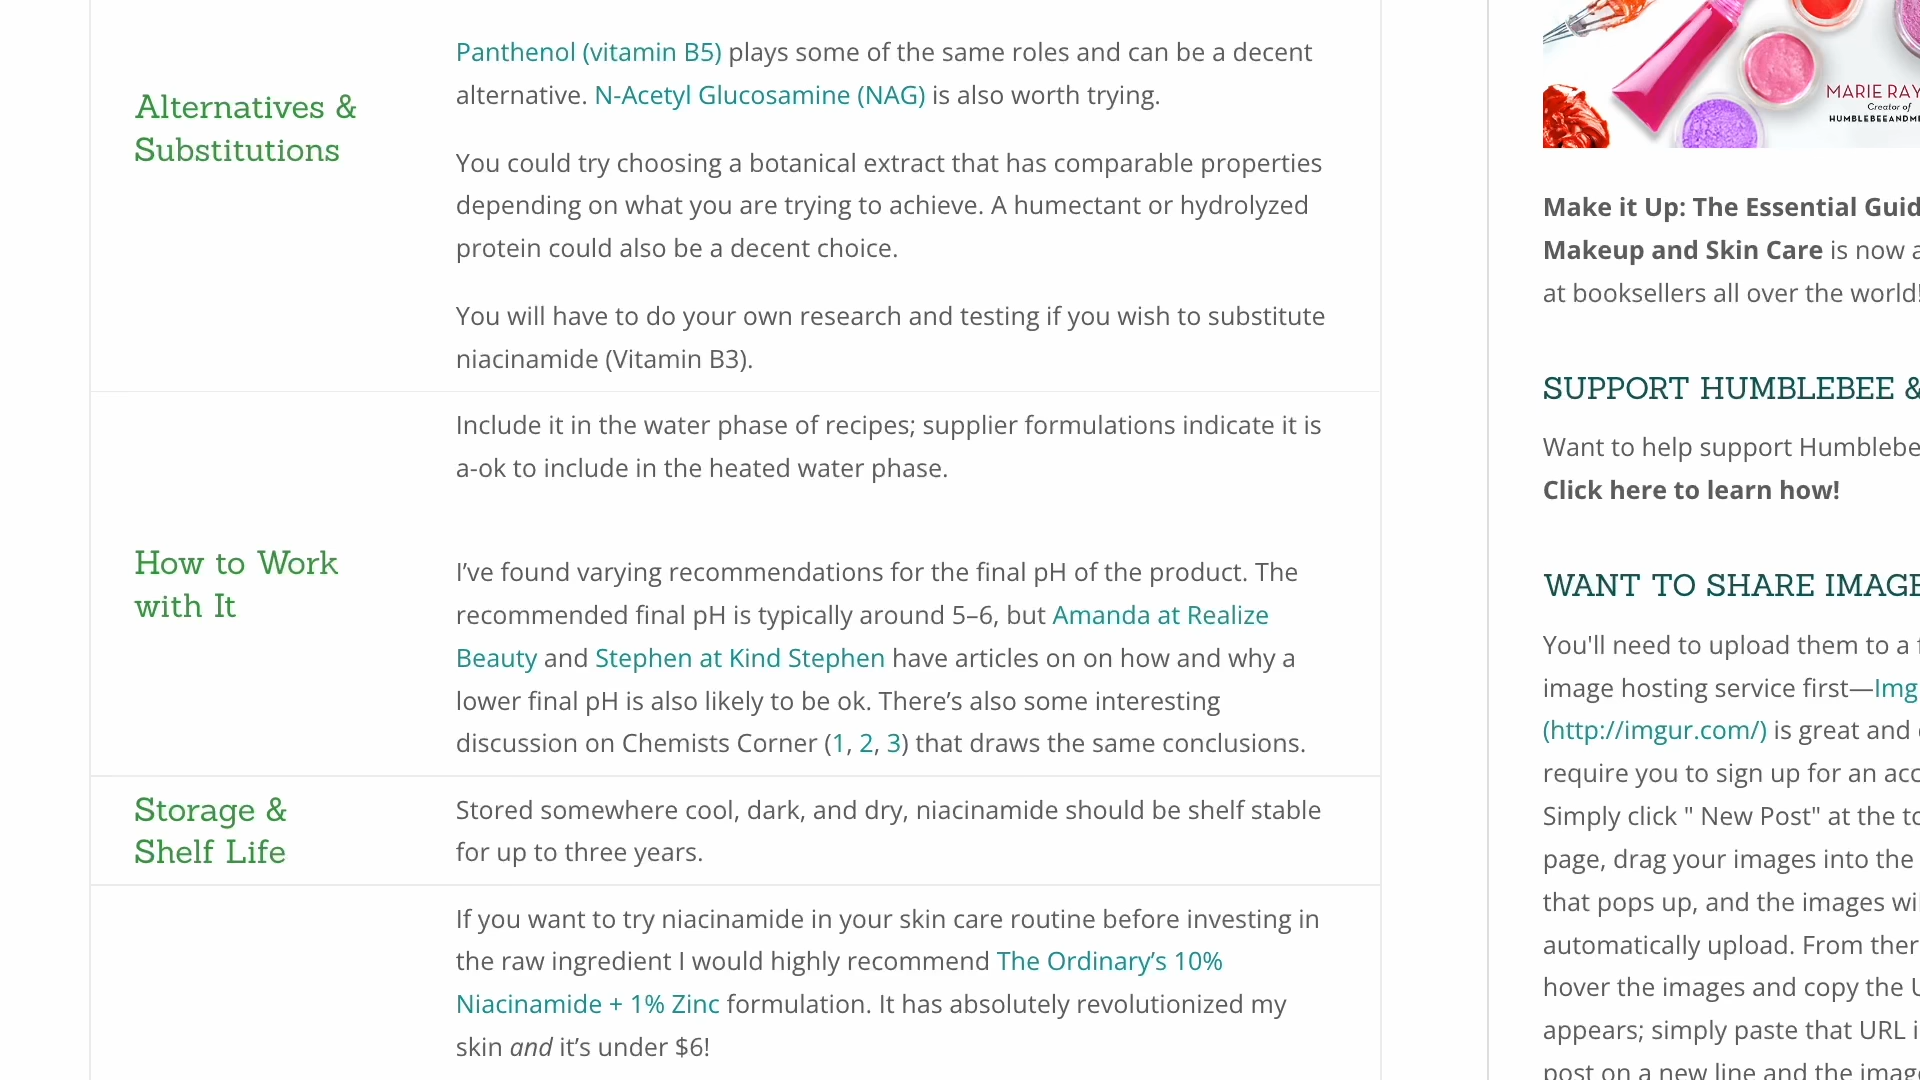 Panthenol (vitamin B5) plays some of the same roles and can be a decent
alternative. N-Acetyl Glucosamine (NAG) is also worth trying.
Alternatives &
Substitutions
You could try choosing a botanical extract that has comparable properties
depending on what you are trying to achieve. A humectant or hydrolyzed
protein could also be a decent choice.
You will have to do your own research and testing if you wish to substitute
niacinamide (Vitamin B3).
Include it in the water phase of recipes; supplier formulations indicate it is
a-ok to include in the heated water phase.
How to Work
with It
I’ve found varying recommendations for the final pH of the product. The
recommended final pH is typically around 5–6, but Amanda at Realize
Beauty and Stephen at Kind Stephen have articles on on how and why a
lower final pH is also likely to be ok. There’s also some interesting
discussion on Chemists Corner (1, 2, 3) that draws the same conclusions.
Storage &
Shelf Life
Stored somewhere cool, dark, and dry, niacinamide should be shelf stable
for up to three years.
If you want to try niacinamide in your skin care routine before investing in
the raw ingredient I would highly recommend The Ordinary’s 10%
Niacinamide + 1% Zinc formulation. It has absolutely revolutionized my
skin and it’s under $6!
MARIE RAY
Creator of
HUMBLEBEEANDME
Make it Up: The Essential Guid
Makeup and Skin Care is now a
at booksellers all over the world!
SUPPORT HUMBLEBEE &
Want to help support Humblebe
Click here to learn how!
WANT TO SHARE IMAGE
You'll need to upload them to a f
image hosting service first—Img
(http://imgur.com/) is great and
require you to sign up for an acc
Simply click " New Post" at the to
page, drag your images into the
that pops up, and the images wi
automatically upload. From ther
hover the images and copy the U
appears; simply paste that URL i
post on a new line and the image